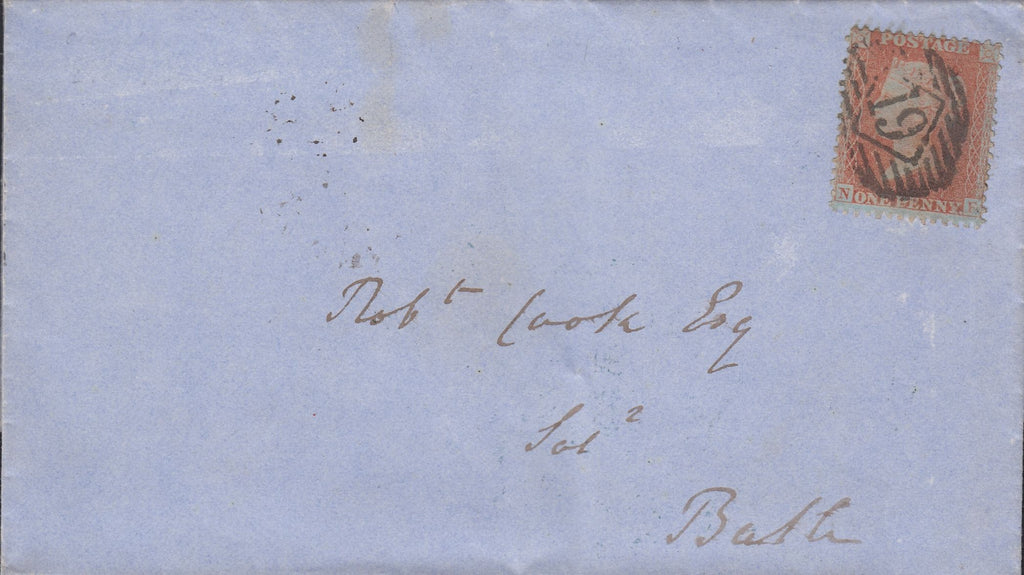 POSTAGE
19
N ONE PENNY. E
Robt Cook Esq
Solr
Bath